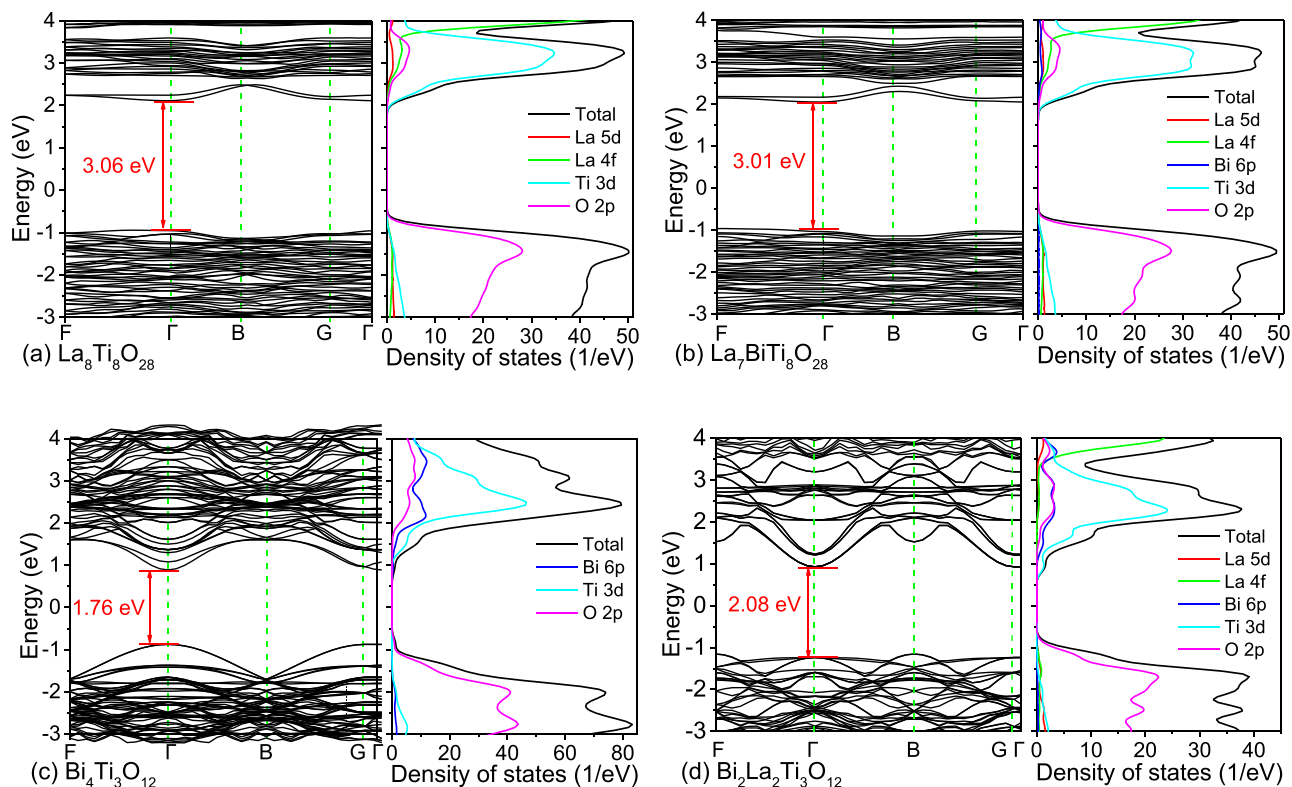 4
3
2
1
0
-1
-2
-3
Energy (eV)
3.06 eV
F
Γ
B
G
Γ
Total
La 5d
La 4f
Ti 3d
O 2p
0
10
20
30
40
50
Density of states (1/eV)
(a) La₈Ti₈O₂₈
4
3
2
1
0
-1
-2
-3
Energy (eV)
3.01 eV
F
Γ
B
G
Γ
Total
La 5d
La 4f
Bi 6p
Ti 3d
O 2p
0
10
20
30
40
50
Density of states (1/eV)
(b) La₇BiTi₈O₂₈
4
3
2
1
0
-1
-2
-3
Energy (eV)
1.76 eV
F
Γ
B
G
Γ
Total
Bi 6p
Ti 3d
O 2p
0
20
40
60
80
Density of states (1/eV)
(c) Bi₄Ti₃O₁₂
4
3
2
1
0
-1
-2
-3
Energy (eV)
2.08 eV
F
Γ
B
G
Γ
Total
La 5d
La 4f
Bi 6p
Ti 3d
O 2p
0
10
20
30
40
Density of states (1/eV)
(d) Bi₂La₂Ti₃O₁₂